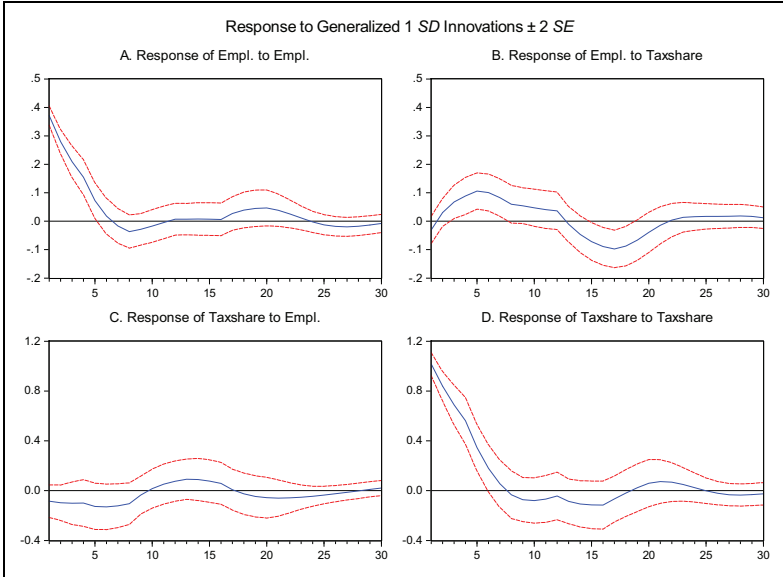 Response to Generalized 1 SD Innovations ± 2 SE
A. Response of Empl. to Empl.
.5
.4
.3
.2
.1
.0
-.1
-.2
5 10 15 20 25 30
B. Response of Empl. to Taxshare
.5
.4
.3
.2
.1
.0
-.1
-.2
5 10 15 20 25 30
C. Response of Taxshare to Empl.
1.2
0.8
0.4
0.0
-0.4
5 10 15 20 25 30
D. Response of Taxshare to Taxshare
1.2
0.8
0.4
0.0
-0.4
5 10 15 20 25 30